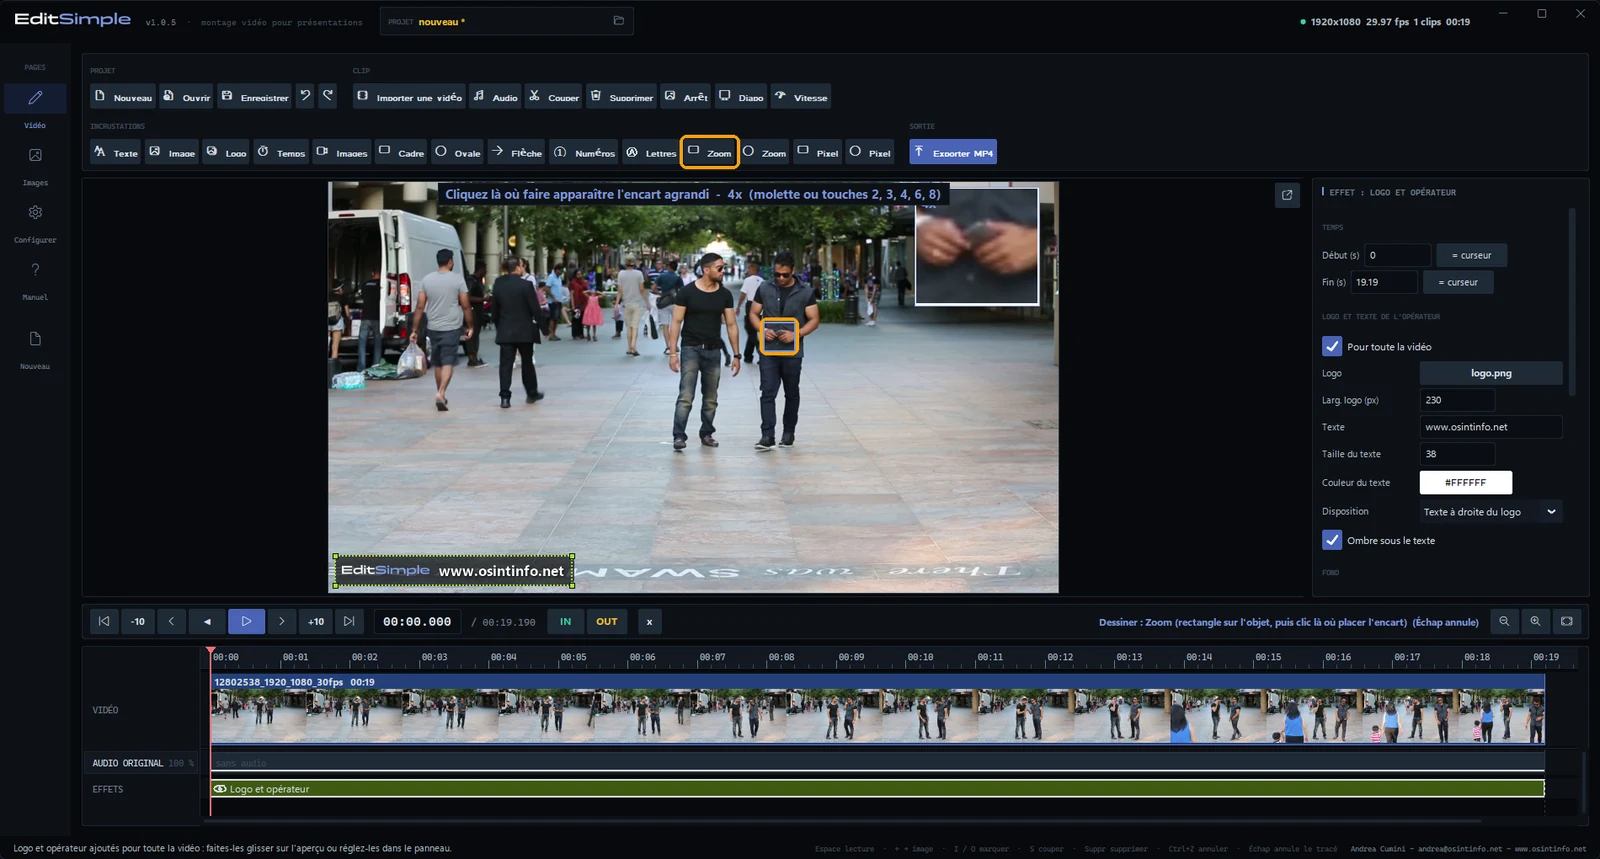 EditSimple v1.0.5 - montage vidéo pour présentations PROJET nouveau * 1920x1080 29.97 fps 1 clips 00:19
PAGES
Vidéo
Images
Configurer
Manuel
Nouveau
PROJET CLIP
Nouveau Ouvrir Enregistrer Importer une vidéo Audio Couper Supprimer Arrêt Diapo Vitesse
INCRUSTATIONS SORTIE
Texte Image Logo Temps Images Cadre Ovale Flèche Numéros Lettres Zoom Zoom Pixel Pixel Exporter MP4
Cliquez là où faire apparaître l'encart agrandi - 4x (molette ou touches 2, 3, 4, 6, 8)
4x
EditSimple www.osintinfo.net
There was SWAN
EFFET : LOGO ET OPÉRATEUR
TEMPS
Début (s) 0 = curseur
Fin (s) 19.19 = curseur
LOGO ET TEXTE DE L'OPÉRATEUR
Pour toute la vidéo
Logo logo.png
Larg. logo (px) 230
Texte www.osintinfo.net
Taille du texte 38
Couleur du texte #FFFFFF
Disposition Texte à droite du logo
Ombre sous le texte
FOND
-10 +10 00:00.000 / 00:19.190 IN OUT x Dessiner : Zoom (rectangle sur l'objet, puis clic là où placer l'encart) (Échap annule)
00:00 00:01 00:02 00:03 00:04 00:05 00:06 00:07 00:08 00:09 00:10 00:11 00:12 00:13 00:14 00:15 00:16 00:17 00:18 00:19
12802538_1920_1080_30fps 00:19
VIDÉO
AUDIO ORIGINAL 100 % sans audio
EFFETS Logo et opérateur
Logo et opérateur ajoutés pour toute la vidéo : faites-les glisser sur l'aperçu ou réglez-les dans le panneau. Espace lecture · + + image · I / O marquer · S couper · Suppr supprimer · Ctrl+Z annuler · Échap annule le tracé Andrea Cumini - andrea@osintinfo.net - www.osintinfo.net